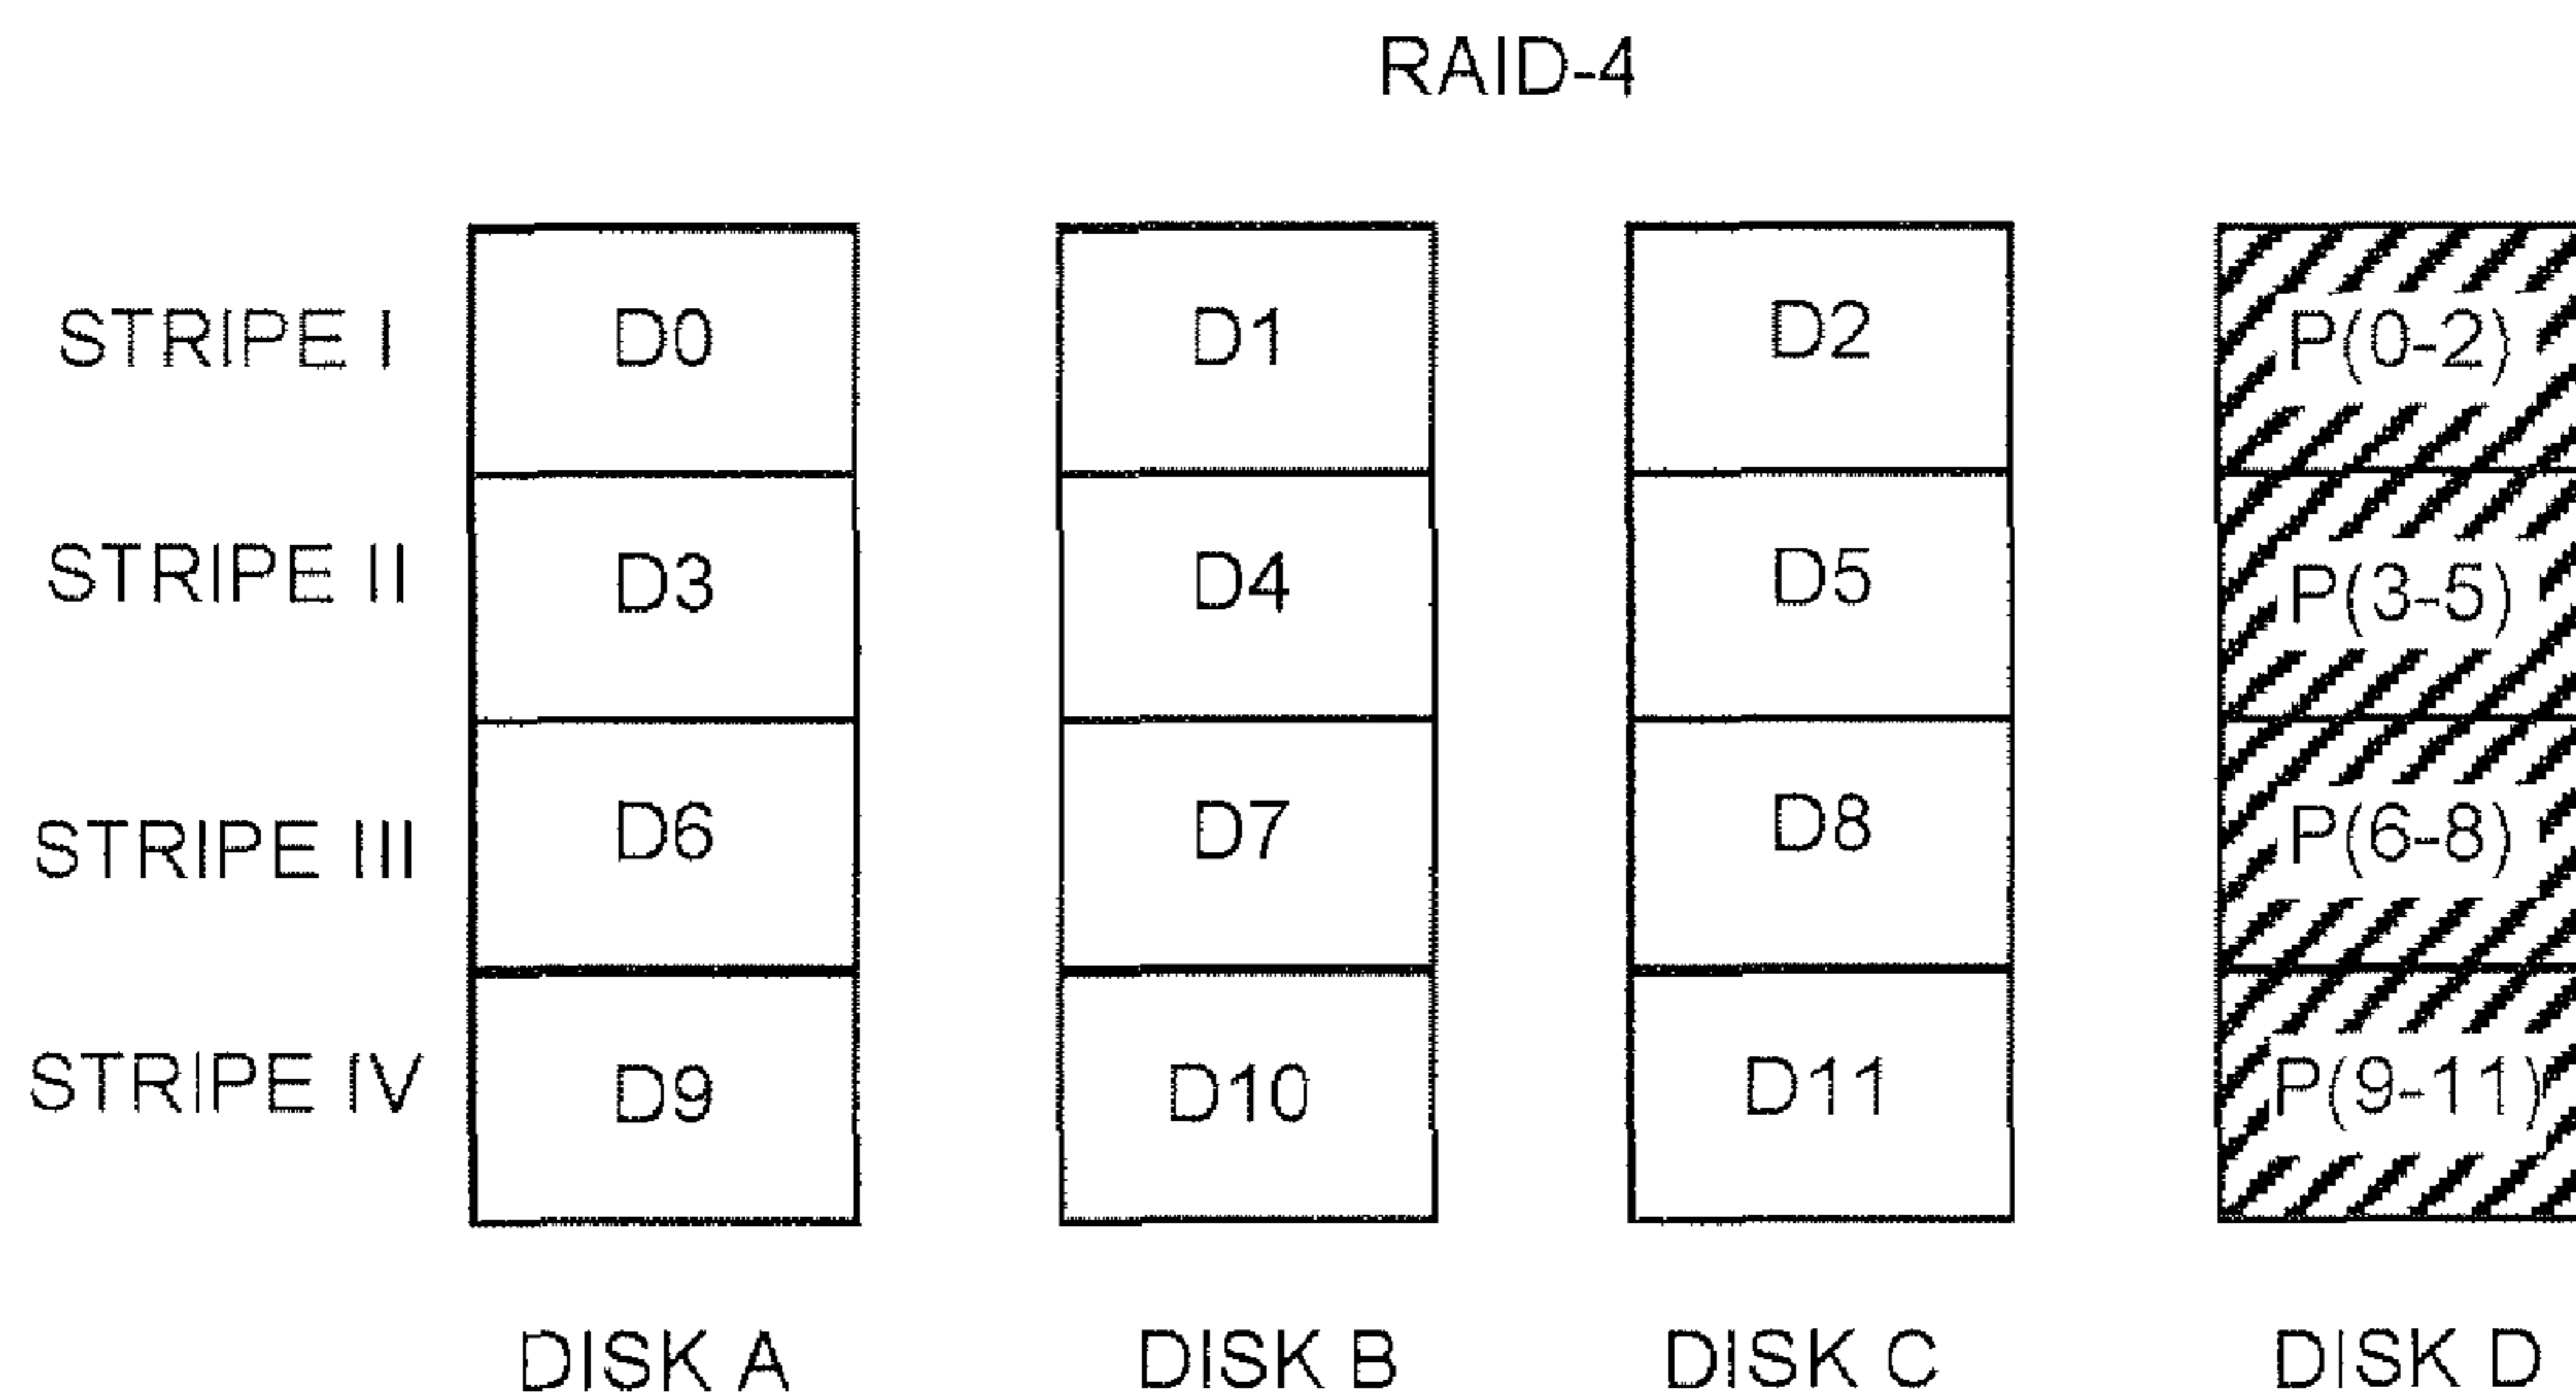 RAID-4
STRIPE I D0 D1 D2 P(0-2)
STRIPE II D3 D4 D5 P(3-5)
STRIPE III D6 D7 D8 P(6-8)
STRIPE IV D9 D10 D11 P(9-11)
DISK A DISK B DISK C DISK D